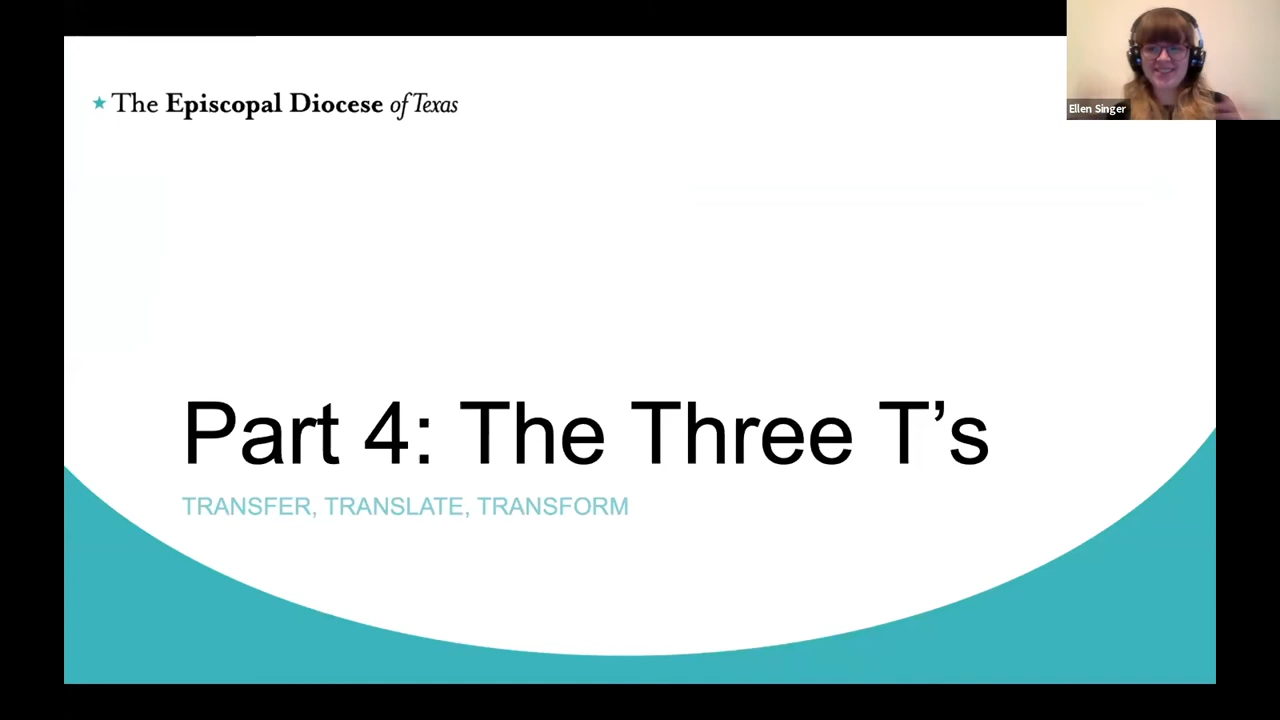 The Episcopal Diocese of Texas
Ellen Singer
Part 4: The Three T’s
TRANSFER, TRANSLATE, TRANSFORM